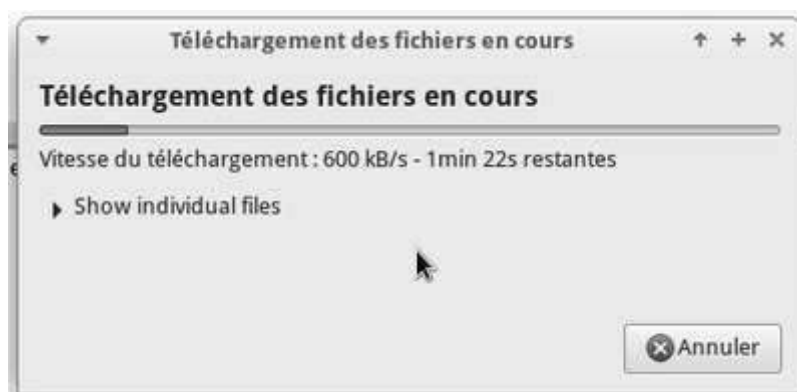 Téléchargement des fichiers en cours
Téléchargement des fichiers en cours
Vitesse du téléchargement : 600 kB/s - 1min 22s restantes
Show individual files
Annuler